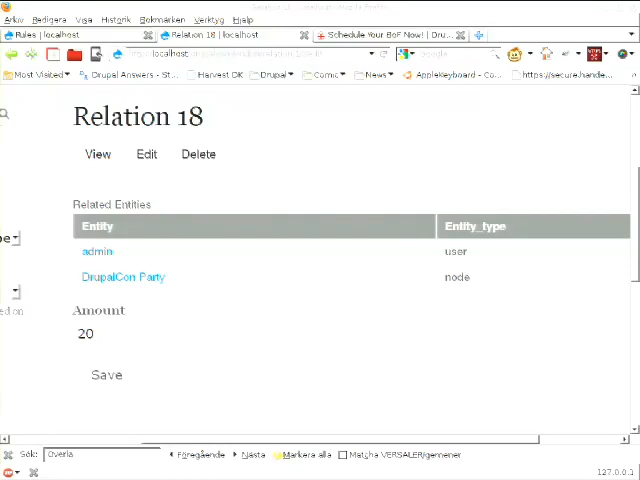 Arkiv Redigera Visa Historik Bokmärken Verktyg Hjälp
Rules | localhost Relation 18 | localhost Schedule Your BoF Now! | Dru...
localhost
Most Visited Drupal Answers - St... Harvest DK Drupal Comic News AppleKeyboard - Co... https://secure.hande...
Relation 18
View Edit Delete
Related Entities
Entity Entity_type
admin user
DrupalCon Party node
Amount
20
Save
Sök: Overla Föregående Nästa Markera alla Matcha VERSALER/gemener
127.0.0.1